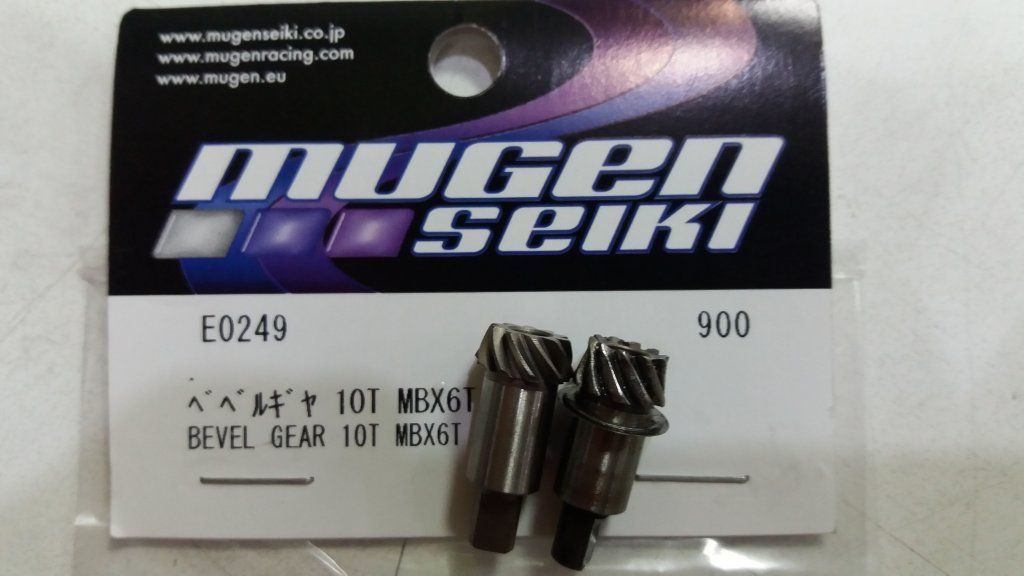 www.mugenseiki.co.jp
www.mugenracing.com
www.mugen.eu
mugen
seiki
E0249
900
ベベルギヤ 10T MBX6T
BEVEL GEAR 10T MBX6T